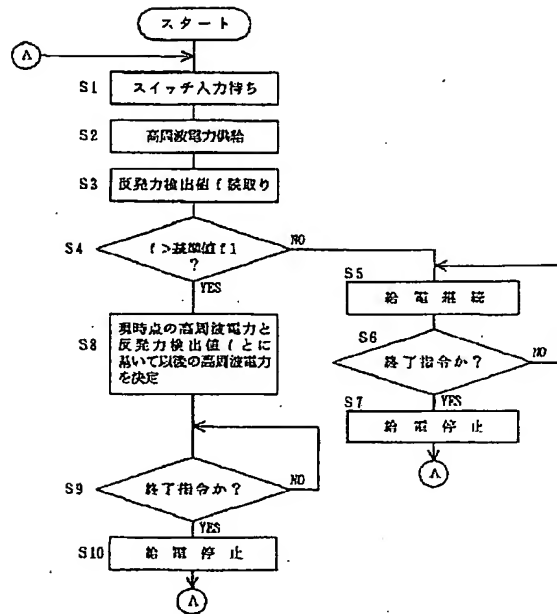 スタート
A
S1
スイッチ入力待ち
S2
高周波電力供給
S3
反発力検出値f読取り
S4
f>基準値f1
?
NO
YES
S5
給電継続
S6
終了指令か?
NO
YES
S7
給電停止
A
S8
現時点の高周波電力と
反発力検出値fとに
基いて以後の高周波電力
を決定
S9
終了指令か?
NO
YES
S10
給電停止
A